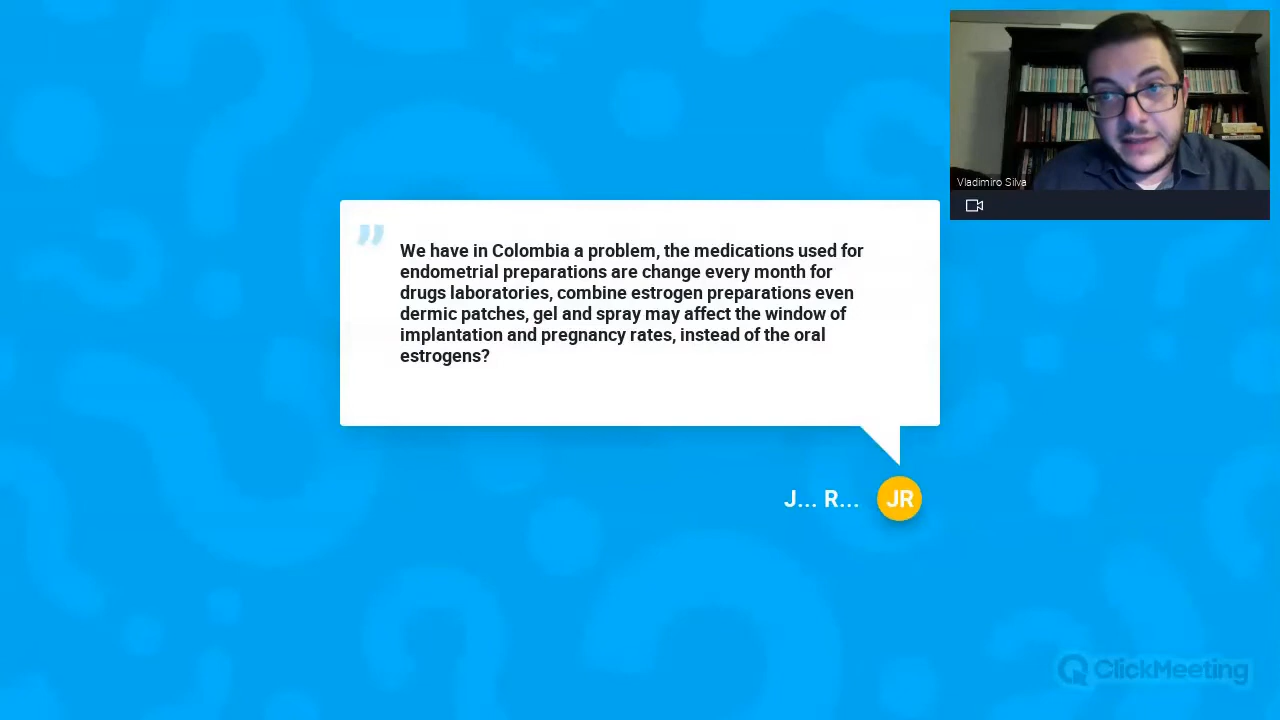 Vladimiro Silva
We have in Colombia a problem, the medications used for
endometrial preparations are change every month for
drugs laboratories, combine estrogen preparations even
dermic patches, gel and spray may affect the window of
implantation and pregnancy rates, instead of the oral
estrogens?
J... R... JR
ClickMeeting